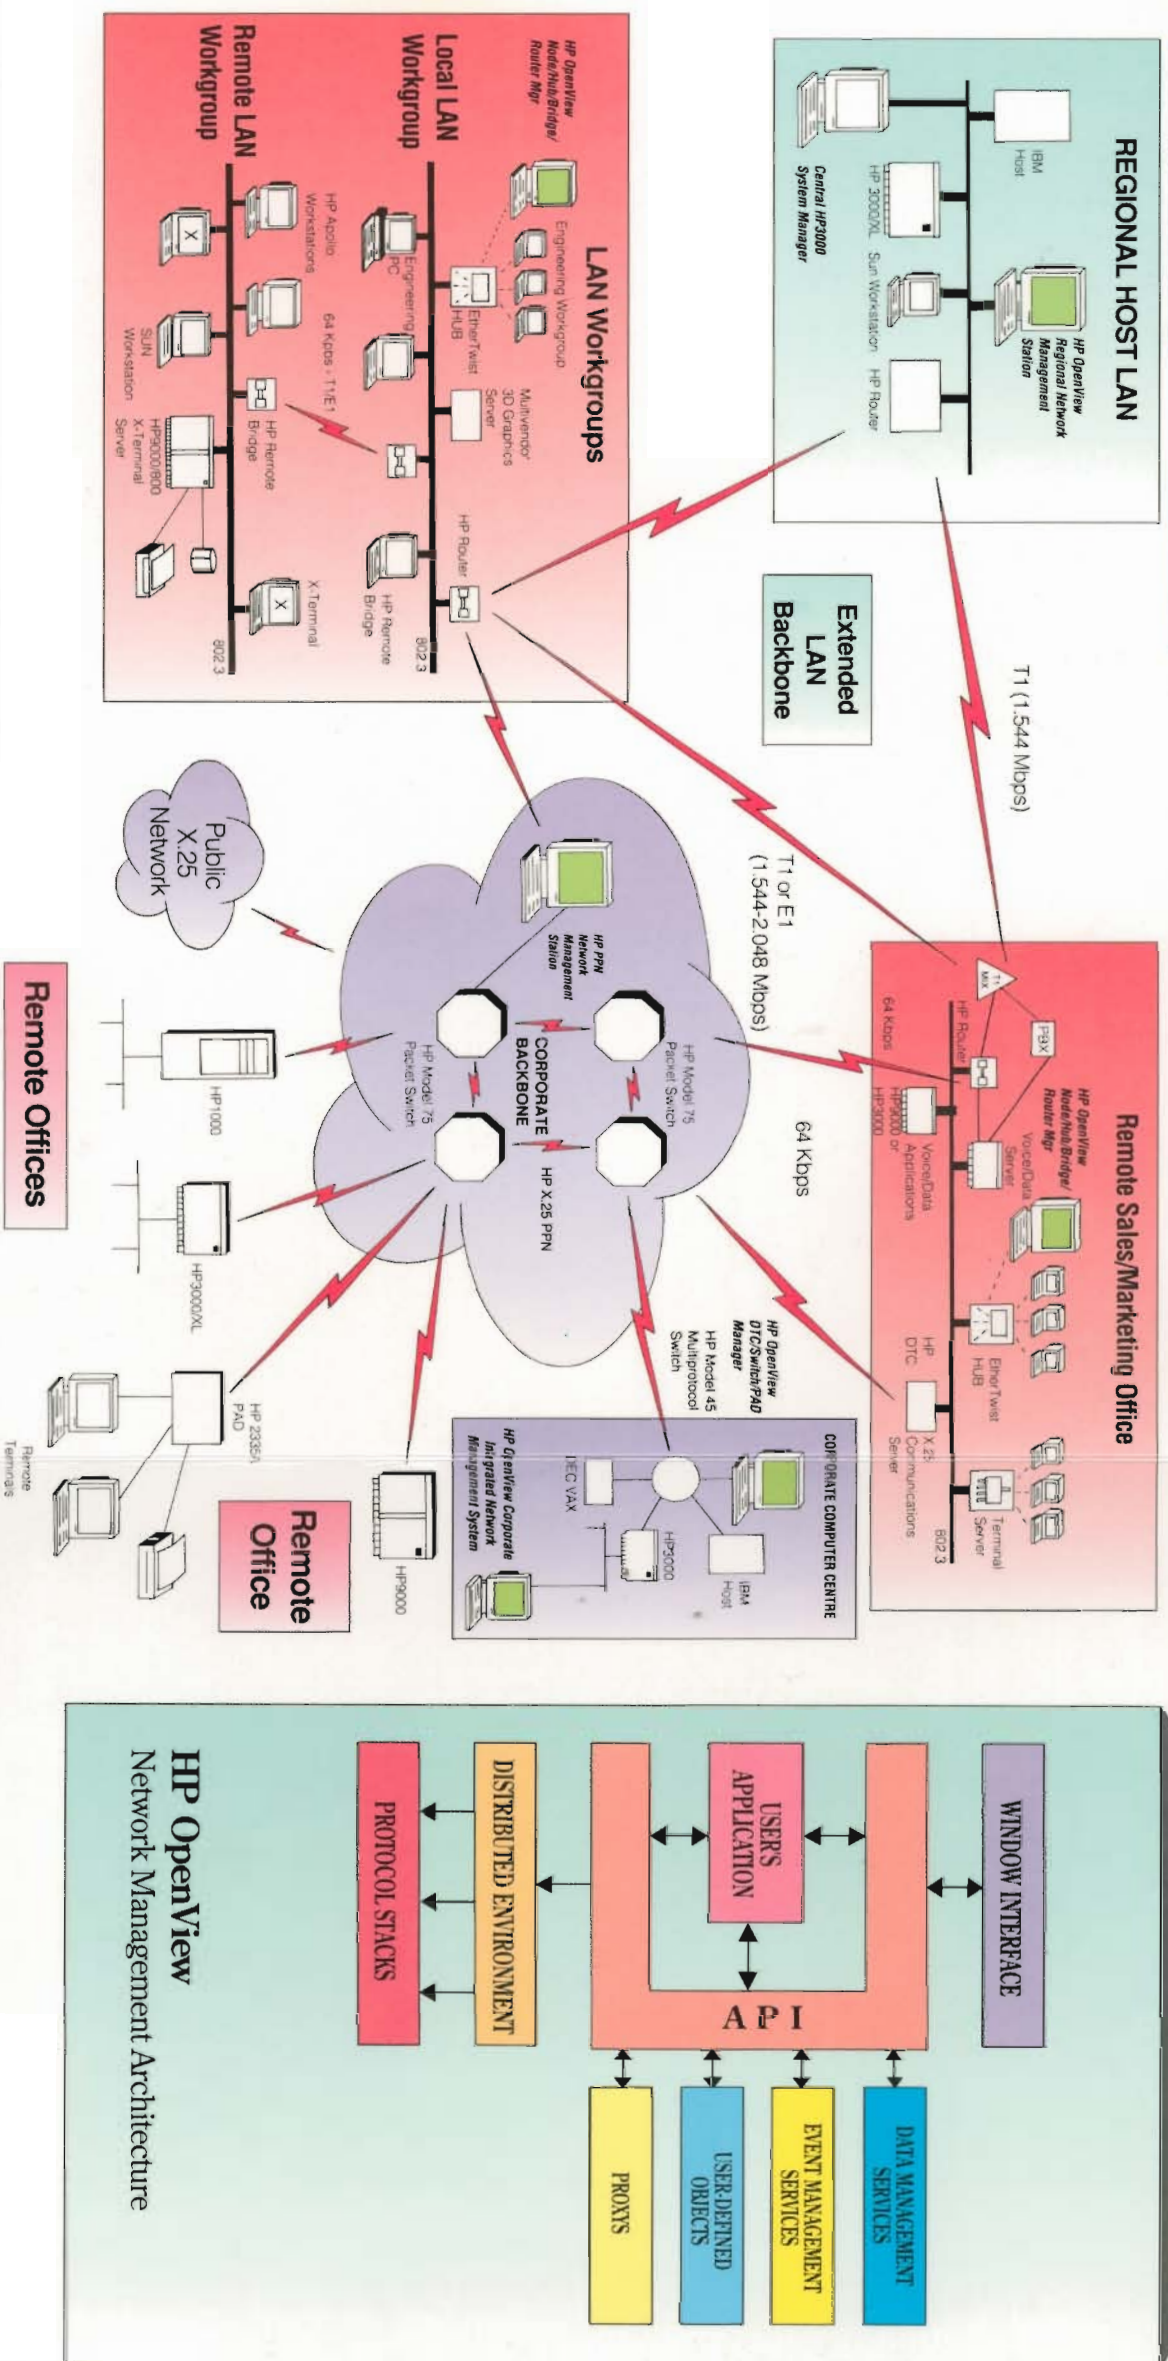 REGIONAL HOST LAN
IBM
Host
HP OpenView
Regional Network
Management
Station
HP 3000/XL
Sun Workstation
HP Router
Central HP3000
System Manager
Extended
LAN
Backbone
T1 (1.544 Mbps)
T1 or E1
(1.544-2.048 Mbps)
64 Kbps
LAN Workgroups
HP OpenView
Node/Hub/Bridge/
Router Mgr
Engineering Workgroup
EtherTwist
HUB
Multivendor
3D Graphics
Server
HP Router
Local LAN
Workgroup
Engineering
PC
HP Remote
Bridge
802.3
64 Kpbs - T1/E1
HP Apollo
Workstations
HP Remote
Bridge
X-Terminal
Remote LAN
Workgroup
X
X
SUN
Workstation
HP9000/800
X-Terminal
Server
802.3
Remote Sales/Marketing Office
HP OpenView
Node/Hub/Bridge/
Router Mgr
PBX
T1
MIX
Voice/Data
Server
HP Router
64 Kbps
EtherTwist
HUB
Terminal
Server
Voice/Data
Applications
HP9000 or
HP3000
HP
DTC
X.25
Communications
Server
802.3
HP PPN
Network
Management
Station
HP Model 75
Packet Switch
CORPORATE
BACKBONE
HP X.25 PPN
HP Model 75
Packet Switch
Public
X.25
Network
HP OpenView
DTC/Switch/PAD
Manager
HP Model 45
Multiprotocol
Switch
CORPORATE COMPUTER CENTRE
IBM
Host
HP3000
DEC VAX
HP OpenView Corporate
Integrated Network
Management System
HP1000
HP3000/XL
HP 2335A
PAD
HP9000
Remote
Terminals
Remote Offices
Remote
Office
WINDOW INTERFACE
USER'S
APPLICATION
API
DATA MANAGEMENT
SERVICES
EVENT MANAGEMENT
SERVICES
USER-DEFINED
OBJECTS
PROXYS
DISTRIBUTED ENVIRONMENT
PROTOCOL STACKS
HP OpenView
Network Management Architecture